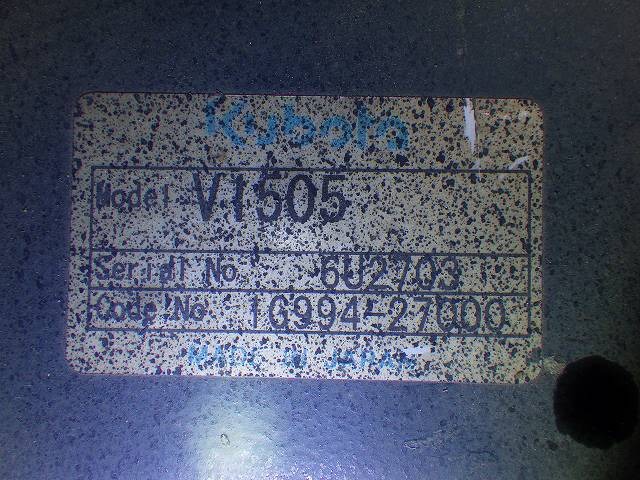 Kubota
Model V1505
Serial No 6U2703
Code No 1G994-27000
MADE IN JAPAN